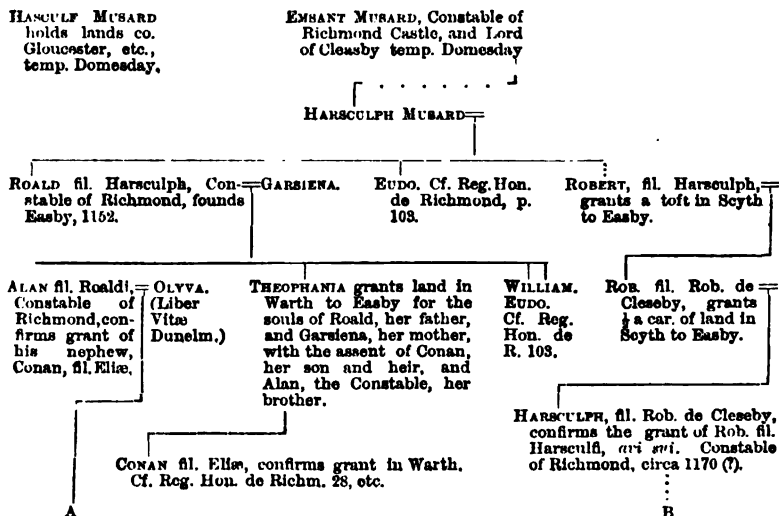 HASCULF MUSARD
holds lands co.
Gloucester, etc.,
temp. Domesday.
EMSANT MUSARD, Constable of
Richmond Castle, and Lord
of Cleasby temp. Domesday
HARSCULPH MUSARD
ROALD fil. Harsculph, Con-
stable of Richmond, founds
Easby, 1152.
GARSIENA.
EUDO. Cf. Reg. Hon.
de Richmond, p.
103.
ROBERT, fil. Harsculph,
grants a toft in Scyth
to Easby.
ALAN fil. Roaldi,
Constable of
Richmond, con-
firms grant of
his nephew,
Conan, fil. Eliæ.
OLYVA.
(Liber
Vitæ
Dunelm.)
THEOPHANIA grants land in
Warth to Easby for the
souls of Roald, her father,
and Garsiena, her mother,
with the assent of Conan,
her son and heir, and
Alan, the Constable, her
brother.
WILLIAM.
EUDO.
Cf. Reg.
Hon. de
R. 103.
ROB. fil. Rob. de
Cleseby, grants
½ a car. of land in
Scyth to Easby.
CONAN fil. Eliæ, confirms grant in Warth.
Cf. Reg. Hon. de Richm. 28, etc.
HARSCULPH, fil. Rob. de Cleseby,
confirms the grant of Rob. fil.
Harsculfi, avi sui. Constable
of Richmond, circa 1170 (?).
A
B